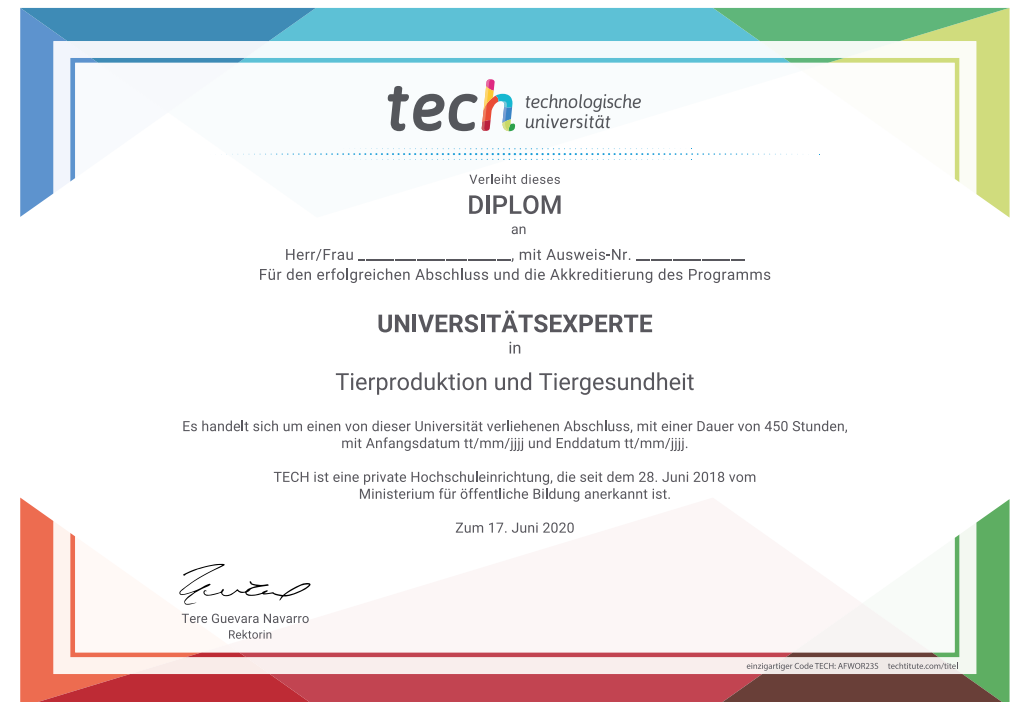 tech technologische
universität
Verleiht dieses
DIPLOM
an
Herr/Frau ____________________, mit Ausweis-Nr. ______________
Für den erfolgreichen Abschluss und die Akkreditierung des Programms
UNIVERSITÄTSEXPERTE
in
Tierproduktion und Tiergesundheit
Es handelt sich um einen von dieser Universität verliehenen Abschluss, mit einer Dauer von 450 Stunden,
mit Anfangsdatum tt/mm/jjjj und Enddatum tt/mm/jjjj.
TECH ist eine private Hochschuleinrichtung, die seit dem 28. Juni 2018 vom
Ministerium für öffentliche Bildung anerkannt ist.
Zum 17. Juni 2020
Tere Guevara Navarro
Rektorin
einzigartiger Code TECH: AFWOR23S techtitute.com/titel